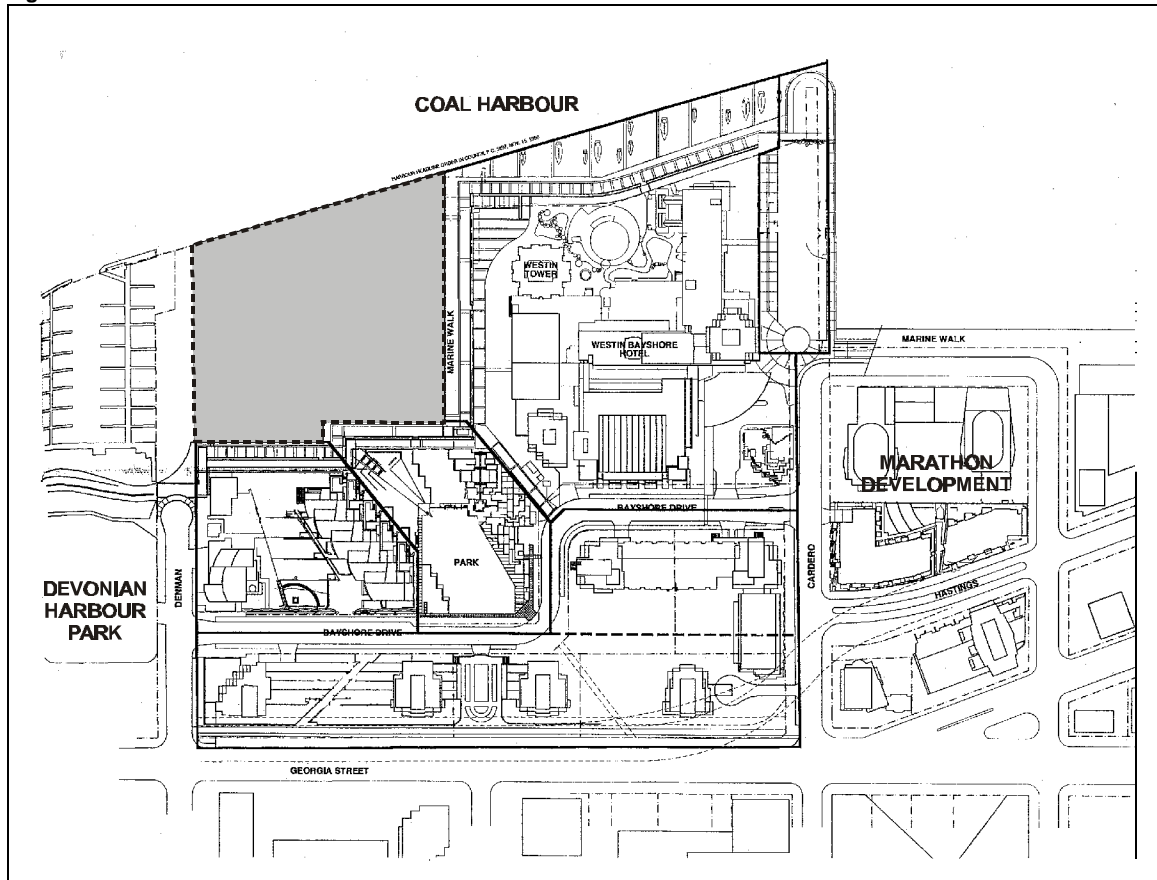 COAL HARBOUR
MARINE WALK
WESTIN
TOWER
WESTIN BAYSHORE
HOTEL
MARINE WALK
MARATHON
DEVELOPMENT
BAYSHORE DRIVE
CARDERO
HASTINGS
PARK
DEVONIAN
HARBOUR
PARK
DENMAN
BAYSHORE DRIVE
GEORGIA STREET